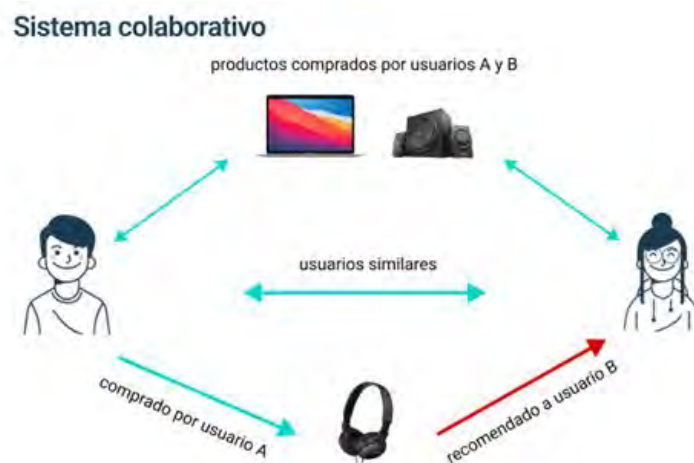 Sistema colaborativo
productos comprados por usuarios A y B
usuarios similares
comprado por usuario A
recomendado a usuario B